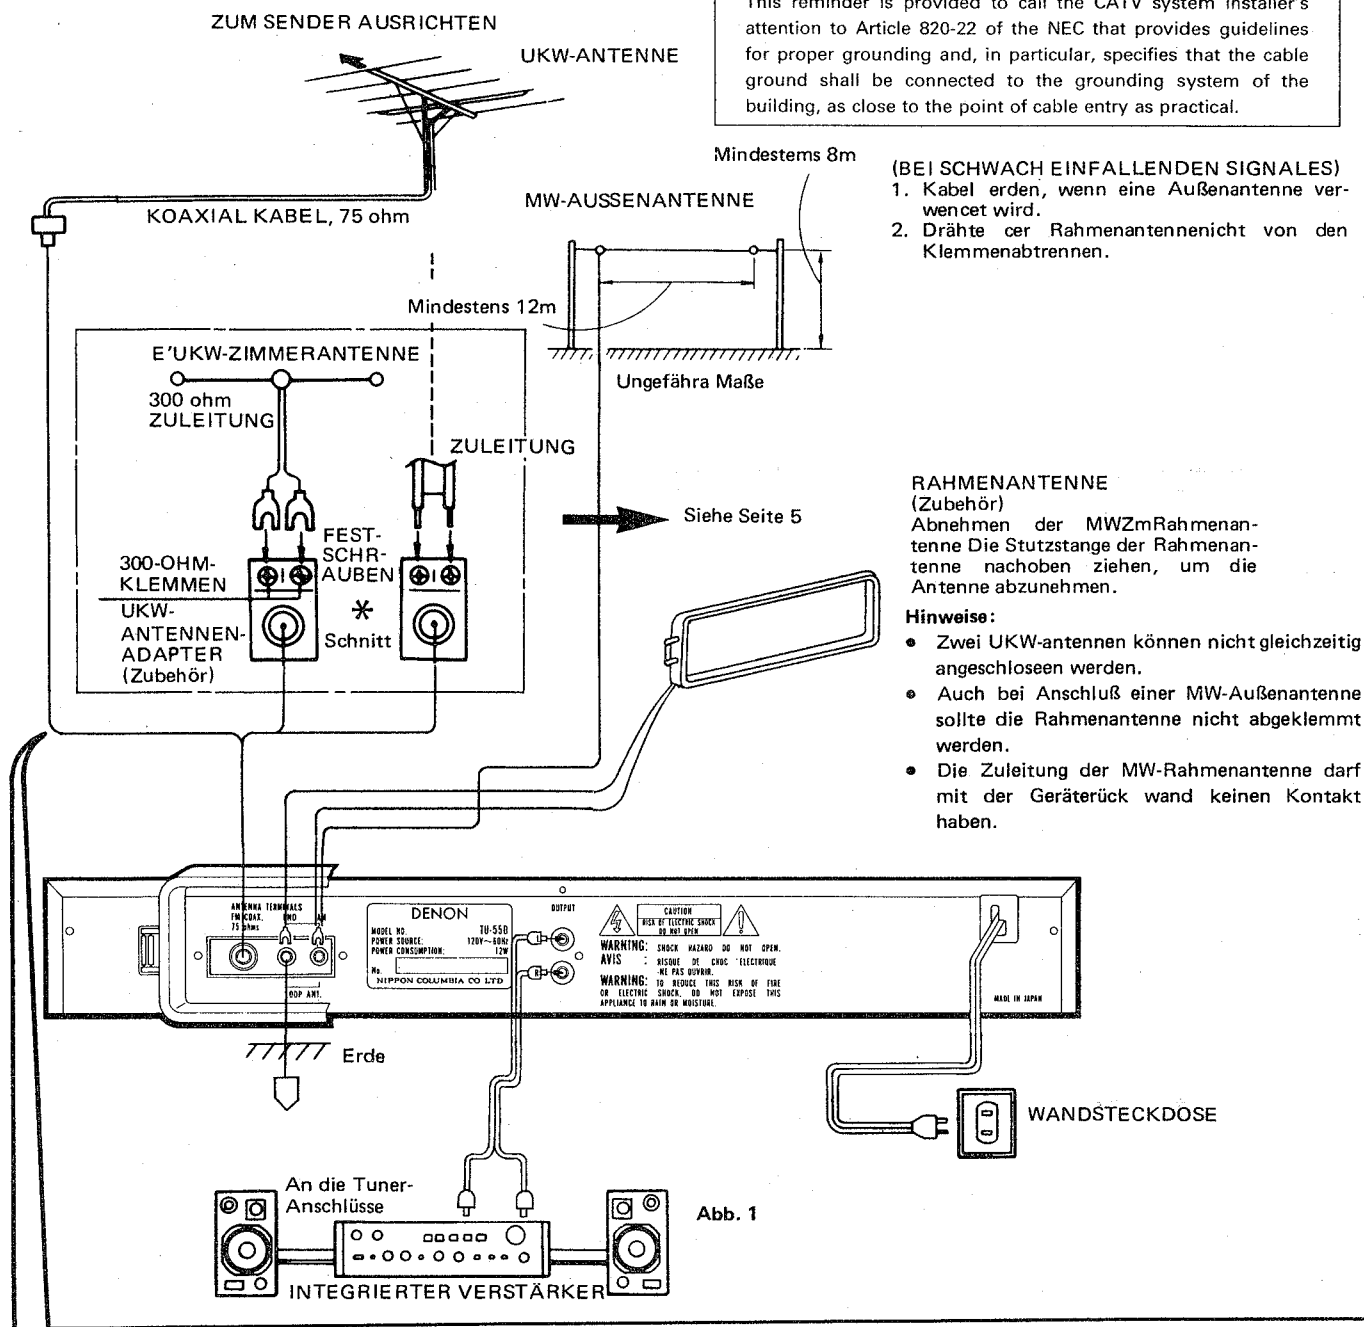 This reminder is provided to call the CATV system installer's
attention to Article 820-22 of the NEC that provides guidelines
for proper grounding and, in particular, specifies that the cable
ground shall be connected to the grounding system of the
building, as close to the point of cable entry as practical.
ZUM SENDER AUSRICHTEN
UKW-ANTENNE
KOAXIAL KABEL, 75 ohm
MW-AUSSENANTENNE
Mindestems 8m
Mindestens 12m
Ungefähra Maße
(BEI SCHWACH EINFALLENDEN SIGNALES)
1. Kabel erden, wenn eine Außenantenne ver-
wencet wird.
2. Drähte cer Rahmenantennenicht von den
Klemmenabtrennen.
E'UKW-ZIMMERANTENNE
300 ohm
ZULEITUNG
ZULEITUNG
FEST-
SCHR-
AUBEN
300-OHM-
KLEMMEN
UKW-
ANTENNEN-
ADAPTER
(Zubehör)
*
Schnitt
Siehe Seite 5
RAHMENANTENNE
(Zubehör)
Abnehmen der MWZmRahmenan-
tenne Die Stutzstange der Rahmenan-
tenne nachoben ziehen, um die
Antenne abzunehmen.
Hinweise:
• Zwei UKW-antennen können nicht gleichzeitig
angeschloseen werden.
• Auch bei Anschluß einer MW-Außenantenne
sollte die Rahmenantenne nicht abgeklemmt
werden.
• Die Zuleitung der MW-Rahmenantenne darf
mit der Geräterück wand keinen Kontakt
haben.
ANTENNA TERMINALS
FM COAX. GND AM
75 ohms
LOOP ANT.
DENON
MODEL NO. TU-550
POWER SOURCE: 120V~60Hz
POWER CONSUMPTION: 12W
No.
NIPPON COLUMBIA CO LTD
OUTPUT
L
R
CAUTION
RISK OF ELECTRIC SHOCK
DO NOT OPEN
WARNING: SHOCK HAZARD DO NOT OPEN.
AVIS : RISQUE DE CHOC ELECTRIQUE
-NE PAS OUVRIR.
WARNING: TO REDUCE THIS RISK OF FIRE
OR ELECTRIC SHOCK, DO NOT EXPOSE THIS
APPLIANCE TO RAIN OR MOISTURE.
MADE IN JAPAN
Erde
WANDSTECKDOSE
An die Tuner-
Anschlüsse
INTEGRIERTER VERSTÄRKER
Abb. 1